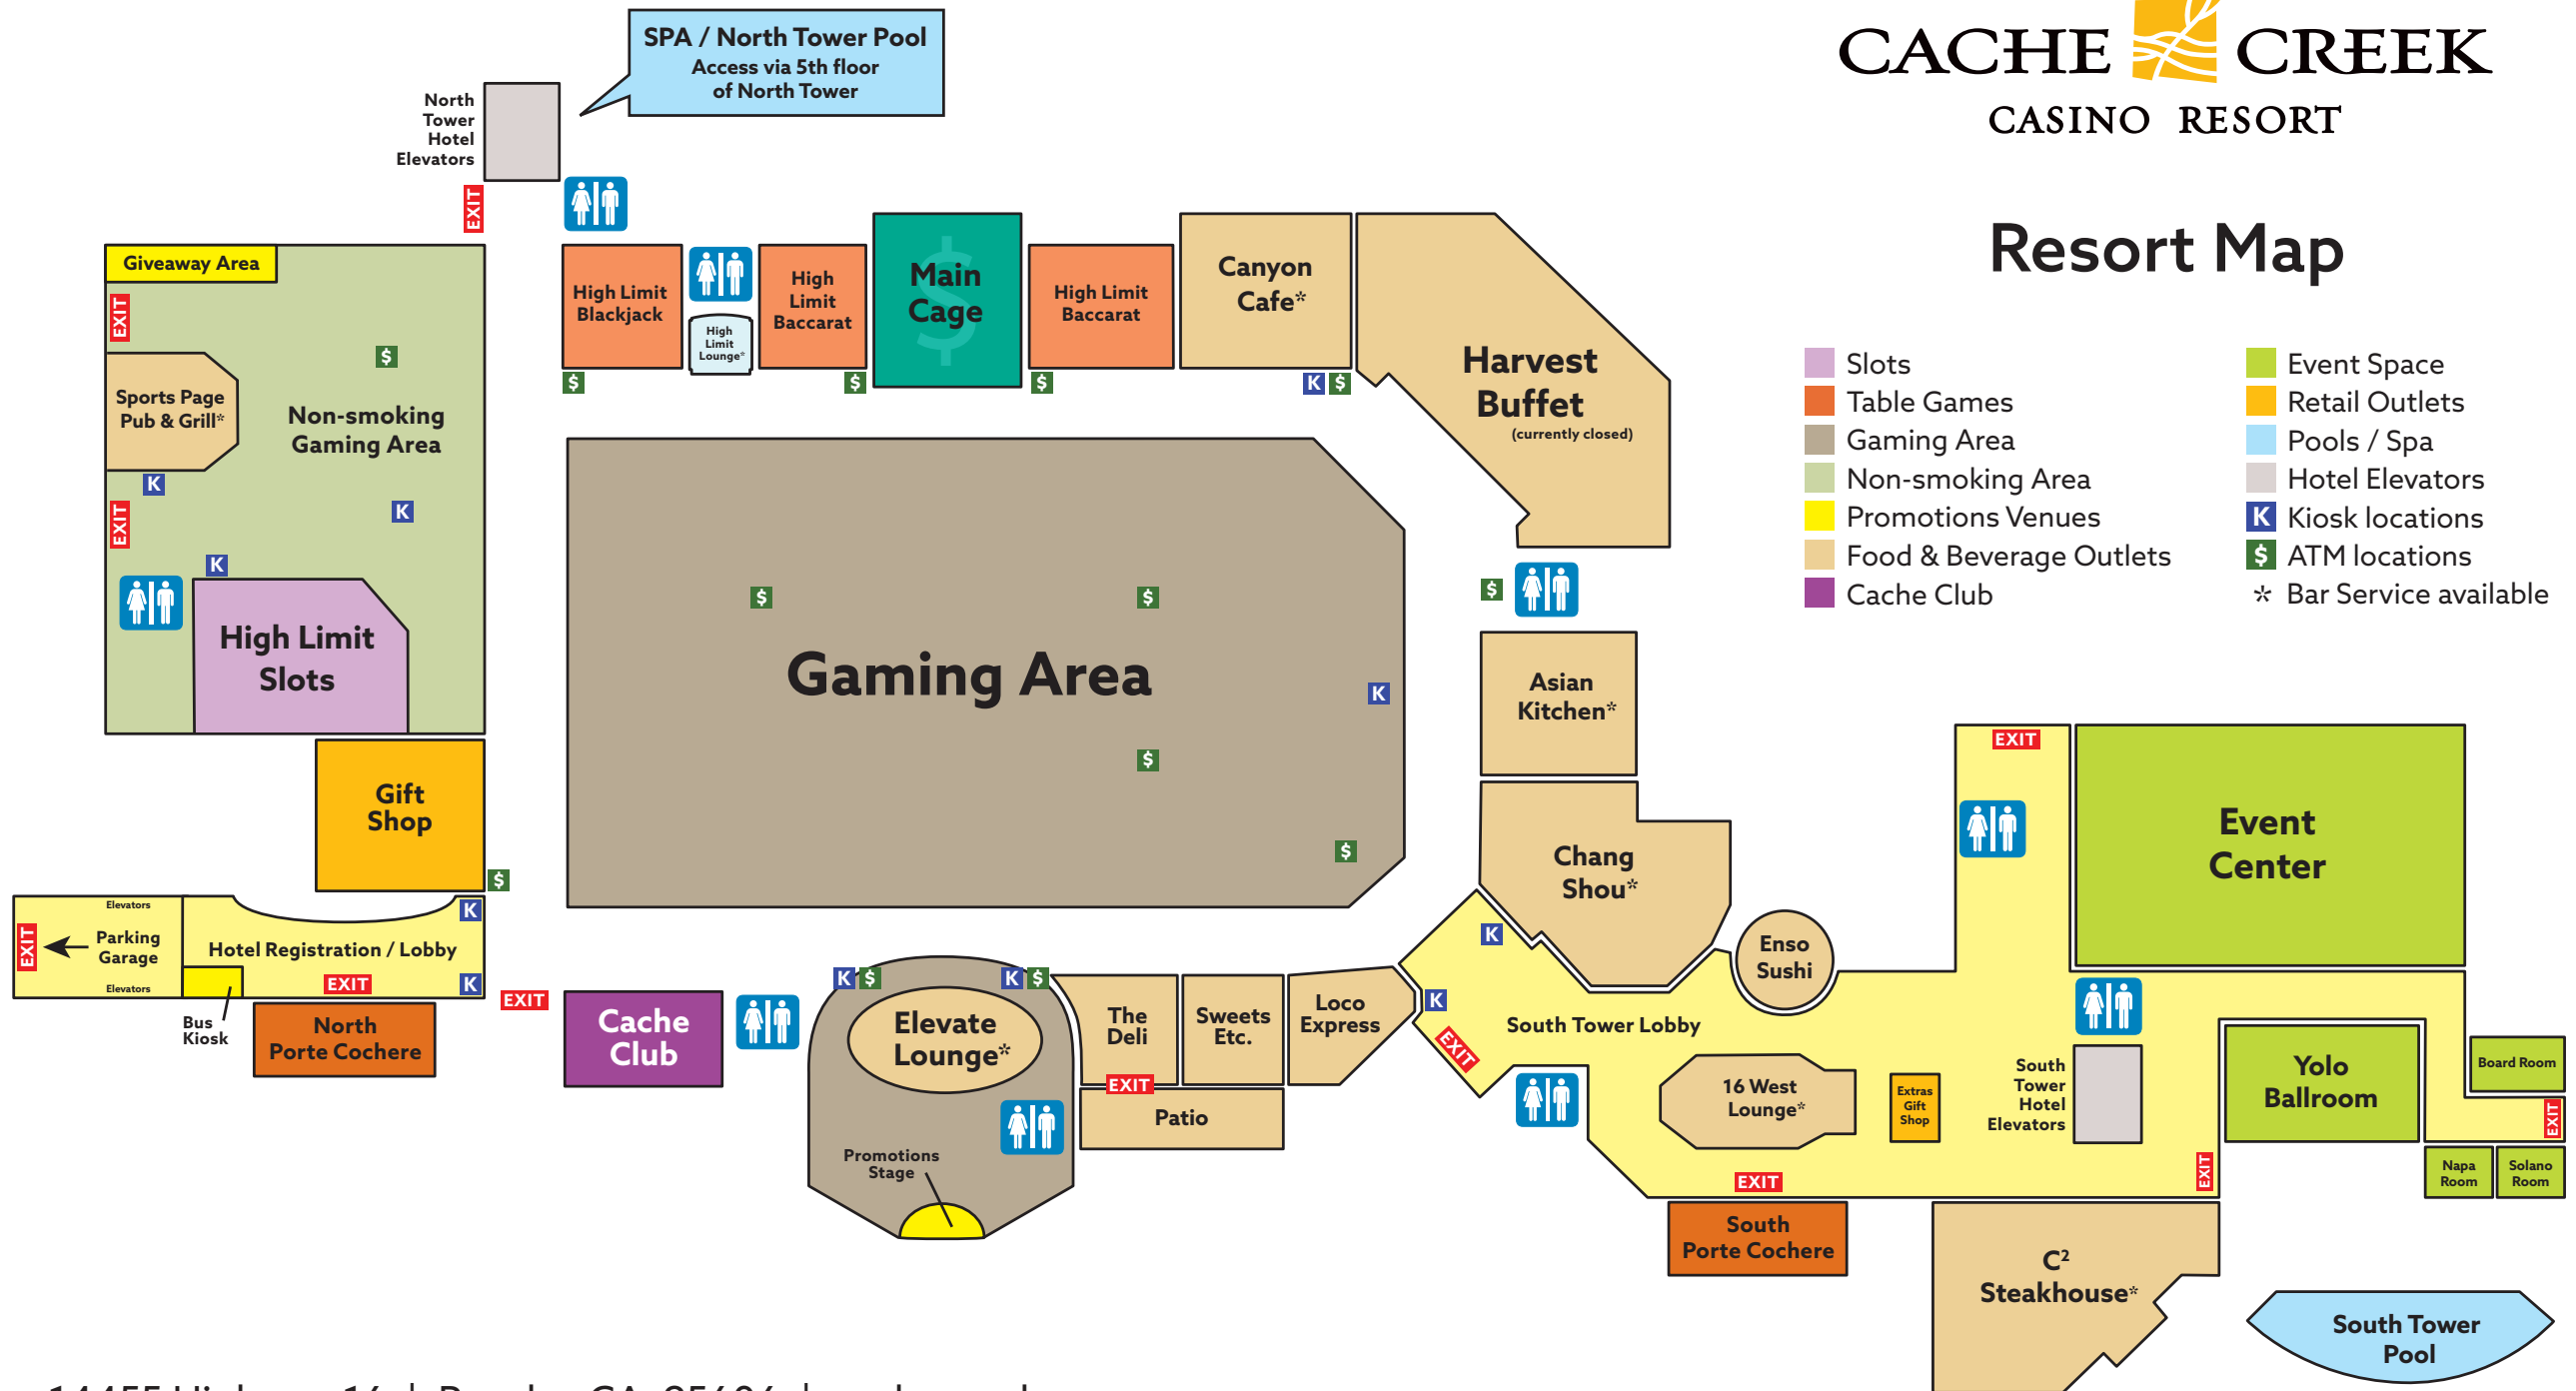 SPA / North Tower Pool
Access via 5th floor
of North Tower
CACHE CREEK
CASINO RESORT
Resort Map
North
Tower
Hotel
Elevators
EXIT
Giveaway Area
EXIT
$
Sports Page
Pub & Grill*
Non-smoking
Gaming Area
K
K
EXIT
K
High Limit
Slots
High Limit
Blackjack
$
High
Limit
Lounge*
High
Limit
Baccarat
$
$
Main
Cage
High Limit
Baccarat
$
Canyon
Cafe*
K $
Harvest
Buffet
(currently closed)
Slots
Table Games
Gaming Area
Non-smoking Area
Promotions Venues
Food & Beverage Outlets
Cache Club
Event Space
Retail Outlets
Pools / Spa
Hotel Elevators
K Kiosk locations
$ ATM locations
* Bar Service available
$
$
Gaming Area
K
$
$
$
Asian
Kitchen*
Chang
Shou*
Enso
Sushi
Gift
Shop
$
Elevators
EXIT
Parking
Garage
Elevators
Hotel Registration / Lobby
K
K
EXIT
Bus
Kiosk
North
Porte Cochere
EXIT
Cache
Club
K $
K $
Elevate
Lounge*
Promotions
Stage
The
Deli
Sweets
Etc.
Loco
Express
EXIT
Patio
K
K
EXIT
South Tower Lobby
16 West
Lounge*
Extras
Gift
Shop
South
Tower
Hotel
Elevators
EXIT
Event
Center
Yolo
Ballroom
Board Room
EXIT
Napa
Room
Solano
Room
EXIT
EXIT
South
Porte Cochere
C²
Steakhouse*
South Tower
Pool